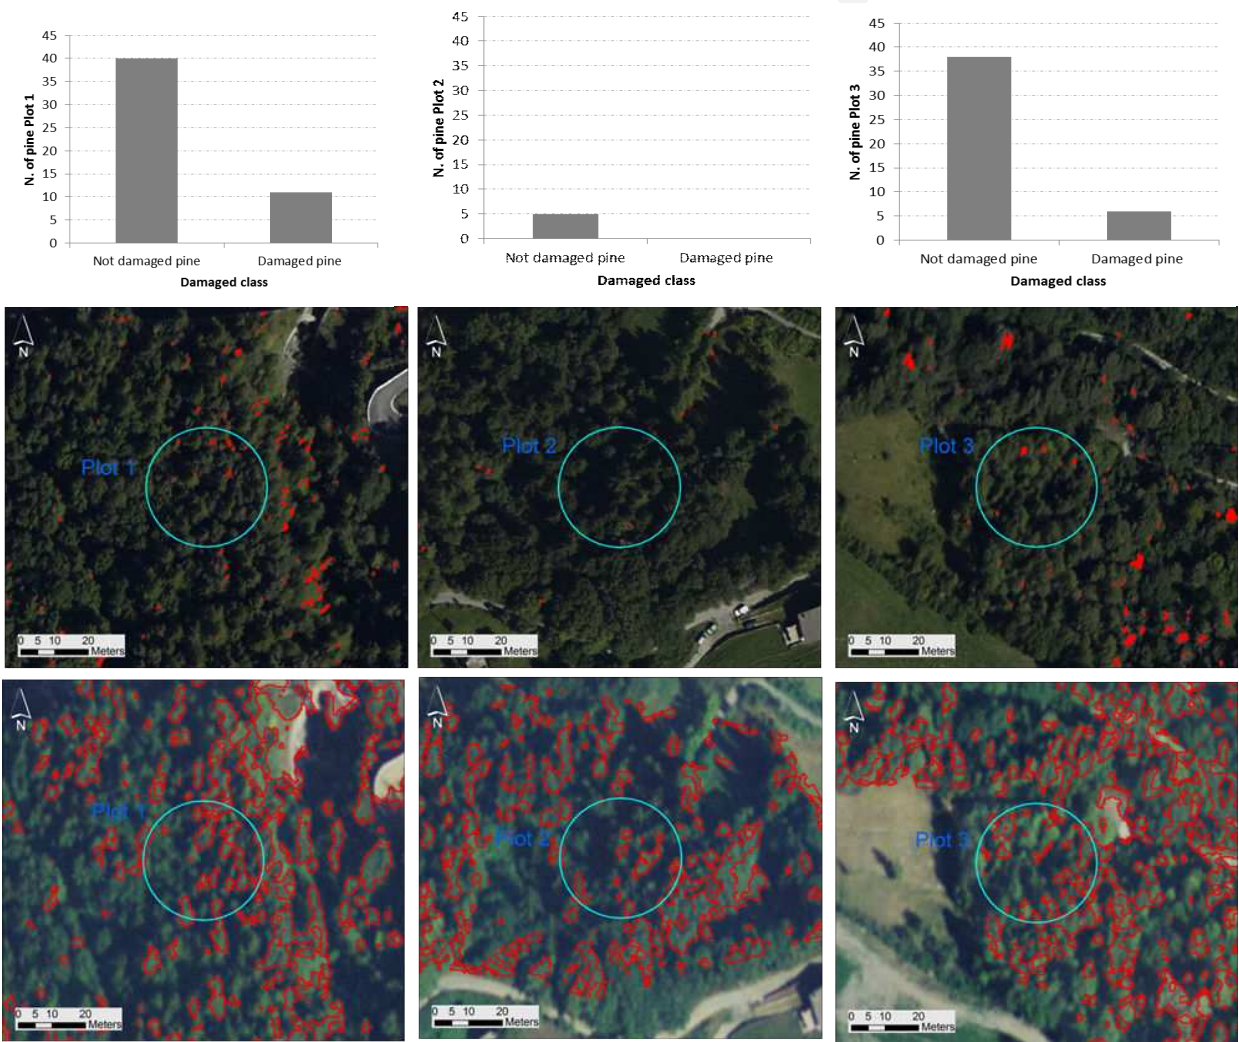 N. of pine Plot 1
45
40
35
30
25
20
15
10
5
0
Not damaged pine Damaged pine
Damaged class
N. of pine Plot 2
45
40
35
30
25
20
15
10
5
0
Not damaged pine Damaged pine
Damaged class
N. of pine Plot 3
45
40
35
30
25
20
15
10
5
0
Not damaged pine Damaged pine
Damaged class
N
Plot 1
0 5 10 20
Meters
N
Plot 2
0 5 10 20
Meters
N
Plot 3
0 5 10 20
Meters
N
Plot 1
0 5 10 20
Meters
N
Plot 2
0 5 10 20
Meters
N
Plot 3
0 5 10 20
Meters